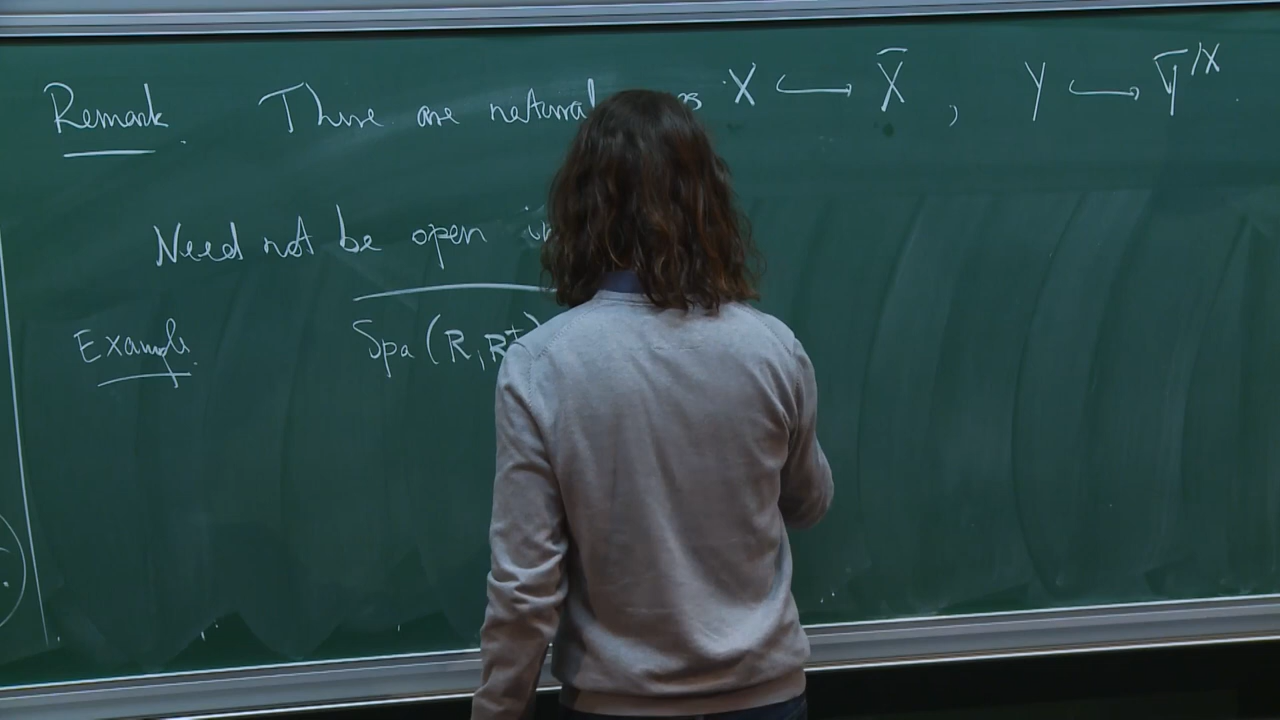 Remark. There are natural X ↪ X̄ , Y ↪ Ȳ^{/X} .
Need not be open
Example. Spa(R,R⁺)